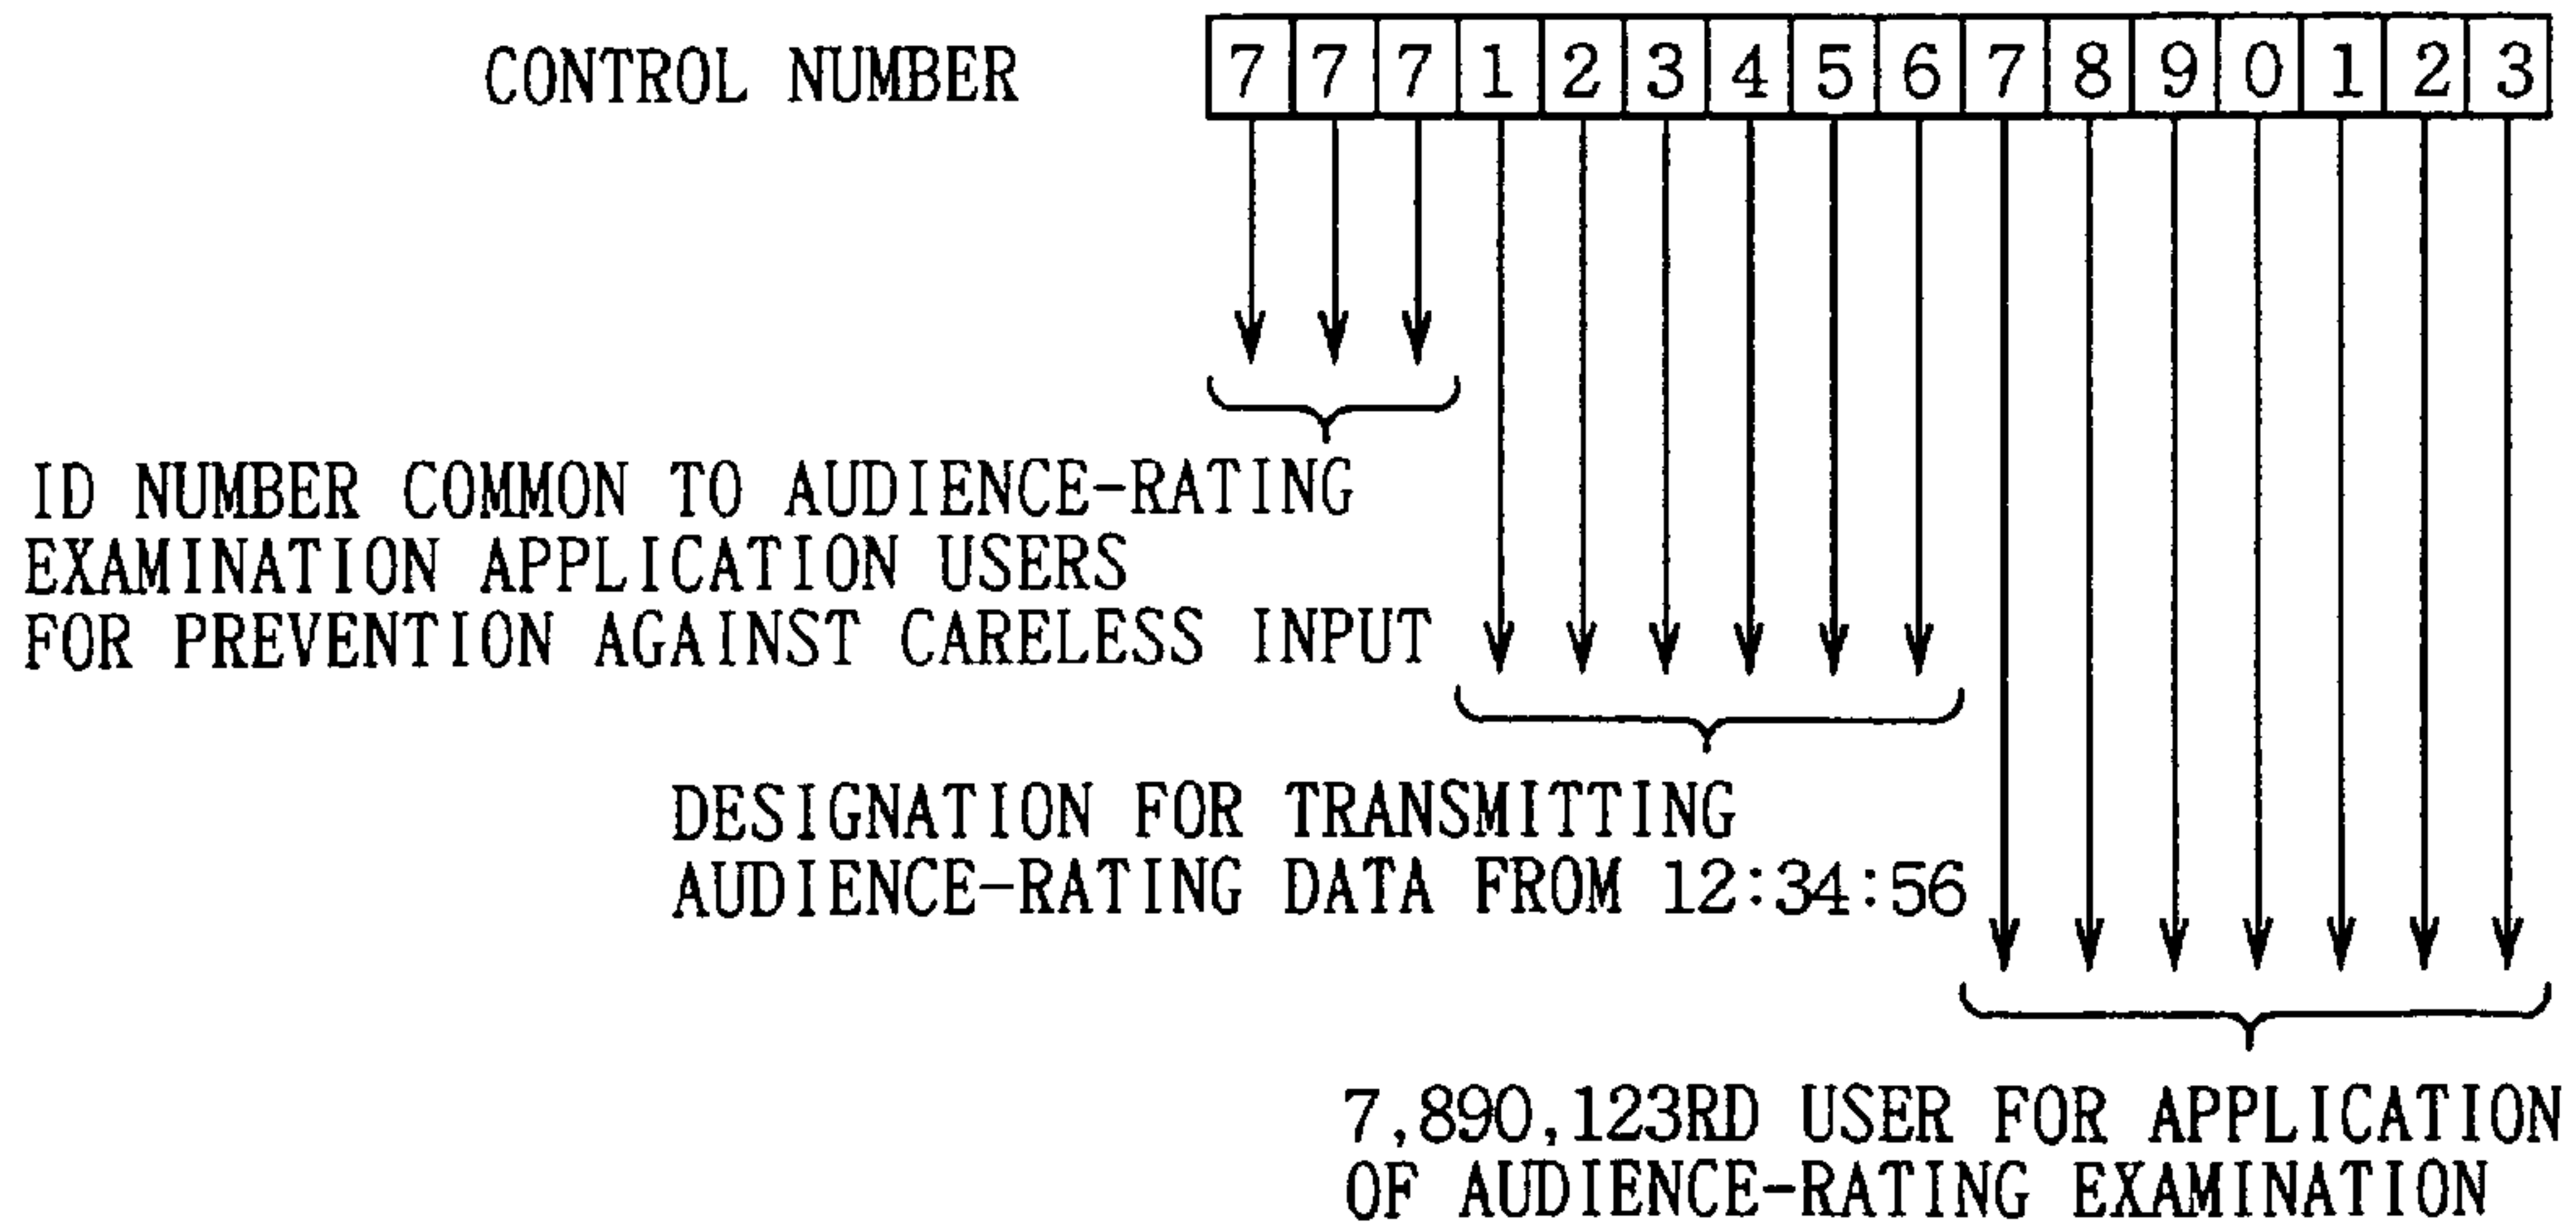 CONTROL NUMBER 7 7 7 1 2 3 4 5 6 7 8 9 0 1 2 3
ID NUMBER COMMON TO AUDIENCE-RATING
EXAMINATION APPLICATION USERS
FOR PREVENTION AGAINST CARELESS INPUT
DESIGNATION FOR TRANSMITTING
AUDIENCE-RATING DATA FROM 12:34:56
7,890,123RD USER FOR APPLICATION
OF AUDIENCE-RATING EXAMINATION